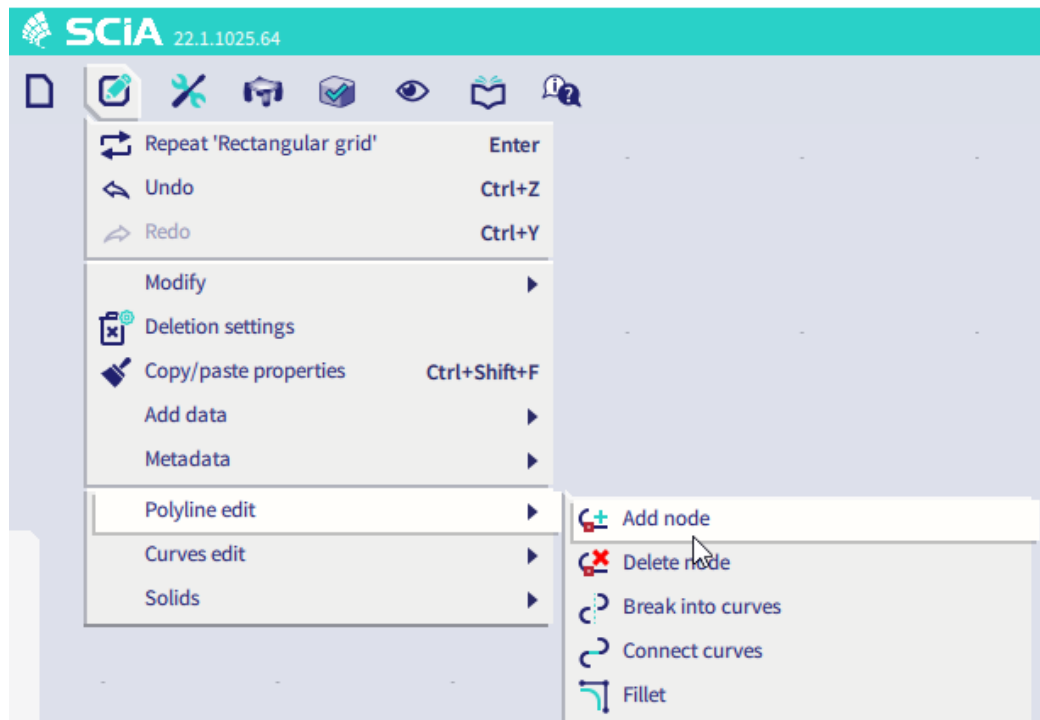 SCiA 22.1.1025.64
Repeat 'Rectangular grid' Enter
Undo Ctrl+Z
Redo Ctrl+Y
Modify
Deletion settings
Copy/paste properties Ctrl+Shift+F
Add data
Metadata
Polyline edit
Curves edit
Solids
Add node
Delete node
Break into curves
Connect curves
Fillet